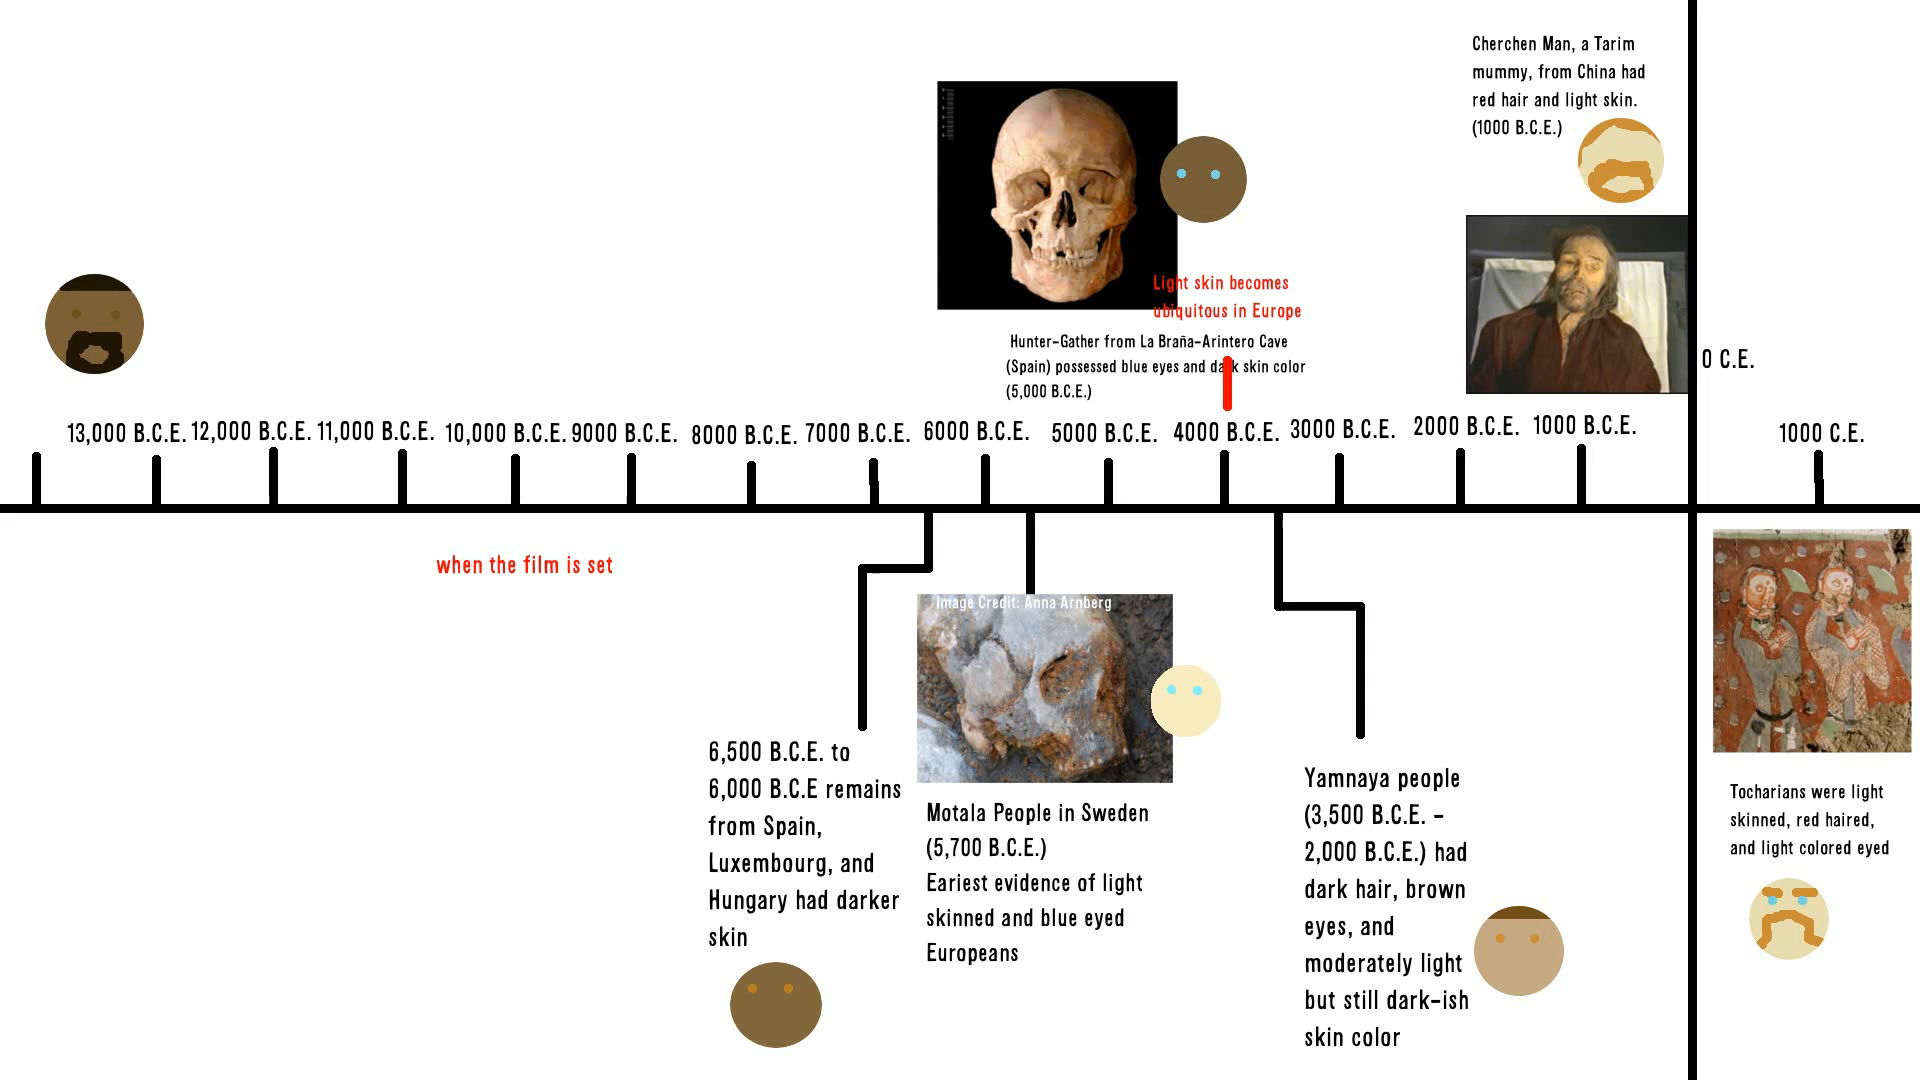 Cherchen Man, a Tarim
mummy, from China had
red hair and light skin.
(1000 B.C.E.)
Light skin becomes
ubiquitous in Europe
Hunter-Gather from La Braña-Arintero Cave
(Spain) possessed blue eyes and dark skin color
(5,000 B.C.E.)
0 C.E.
13,000 B.C.E. 12,000 B.C.E. 11,000 B.C.E. 10,000 B.C.E. 9000 B.C.E. 8000 B.C.E. 7000 B.C.E. 6000 B.C.E. 5000 B.C.E. 4000 B.C.E. 3000 B.C.E. 2000 B.C.E. 1000 B.C.E. 1000 C.E.
when the film is set
Image Credit: Anna Arnberg
6,500 B.C.E. to
6,000 B.C.E remains
from Spain,
Luxembourg, and
Hungary had darker
skin
Motala People in Sweden
(5,700 B.C.E.)
Eariest evidence of light
skinned and blue eyed
Europeans
Yamnaya people
(3,500 B.C.E. -
2,000 B.C.E.) had
dark hair, brown
eyes, and
moderately light
but still dark-ish
skin color
Tocharians were light
skinned, red haired,
and light colored eyed